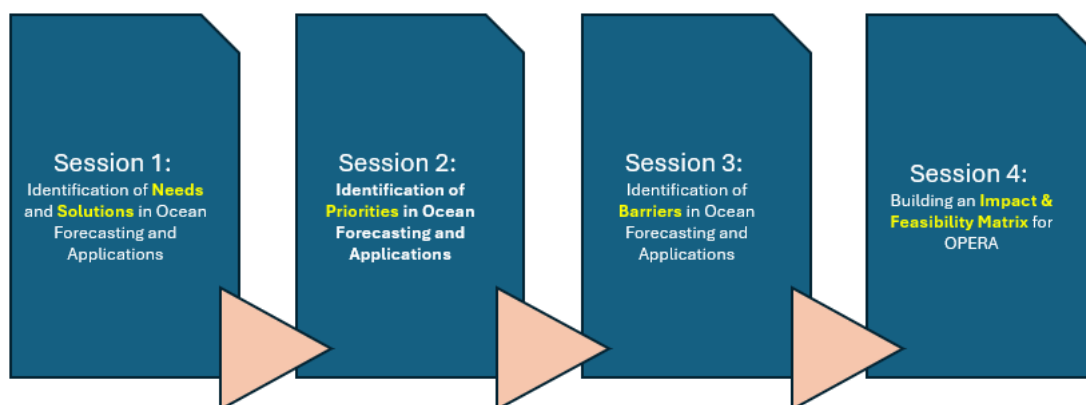 Session 1:
Identification of Needs
and Solutions in Ocean
Forecasting and
Applications
Session 2:
Identification of
Priorities in Ocean
Forecasting and
Applications
Session 3:
Identification of
Barriers in Ocean
Forecasting and
Applications
Session 4:
Building an Impact &
Feasibility Matrix for
OPERA